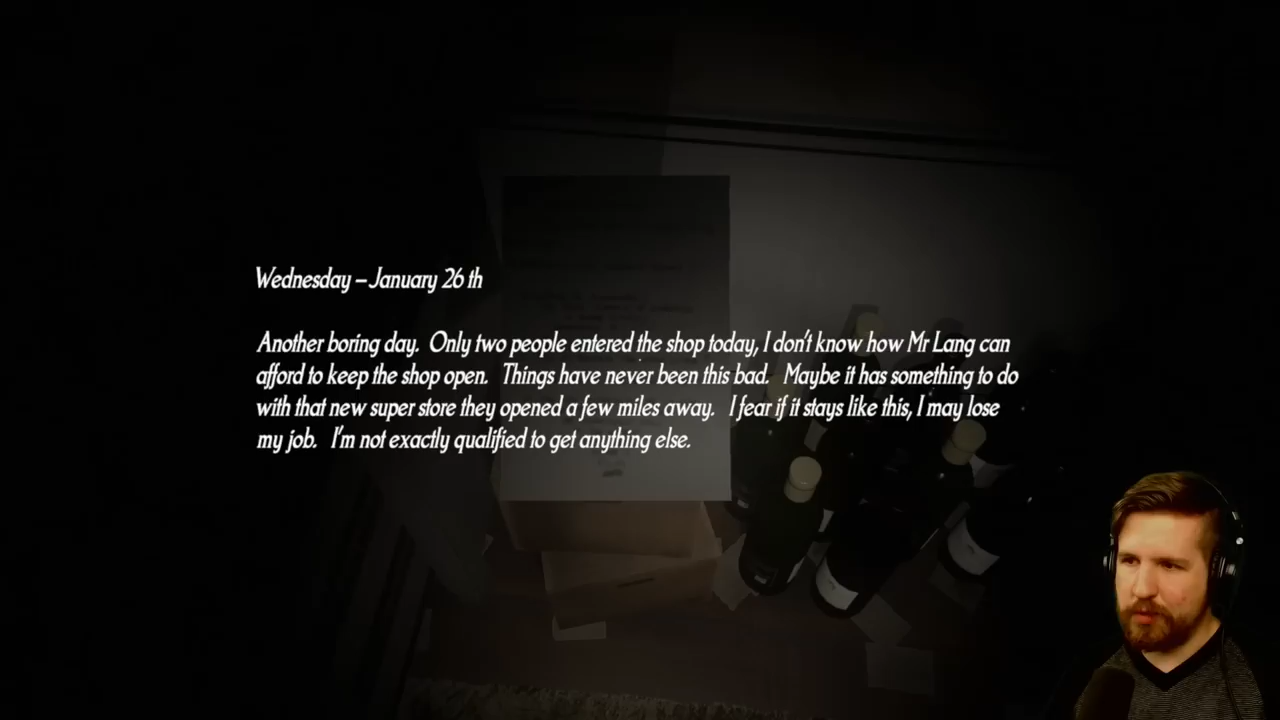 Wednesday – January 26 th
Another boring day. Only two people entered the shop today, I don't know how Mr Lang can
afford to keep the shop open. Things have never been this bad. Maybe it has something to do
with that new super store they opened a few miles away. I fear if it stays like this, I may lose
my job. I'm not exactly qualified to get anything else.